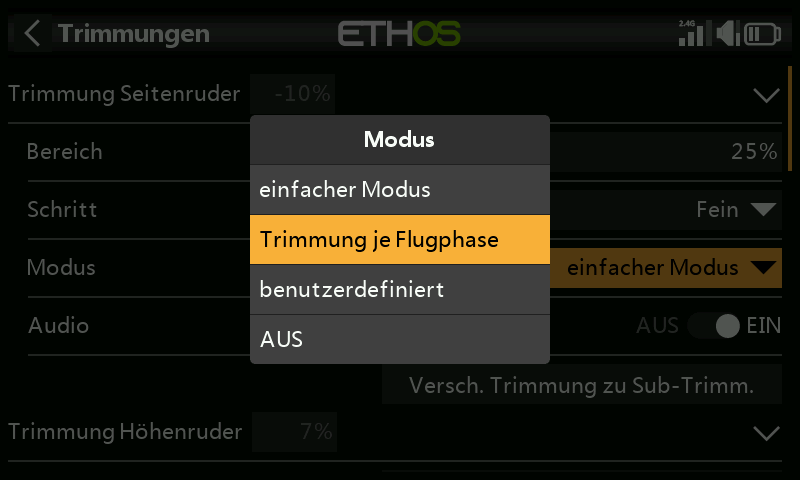 Trimmungen
ETHOS
2.4G
Trimmung Seitenruder -10%
Bereich 25%
Schritt Fein
Modus einfacher Modus
Audio AUS EIN
Versch. Trimmung zu Sub-Trimm.
Trimmung Höhenruder 7%
Modus
einfacher Modus
Trimmung je Flugphase
benutzerdefiniert
AUS